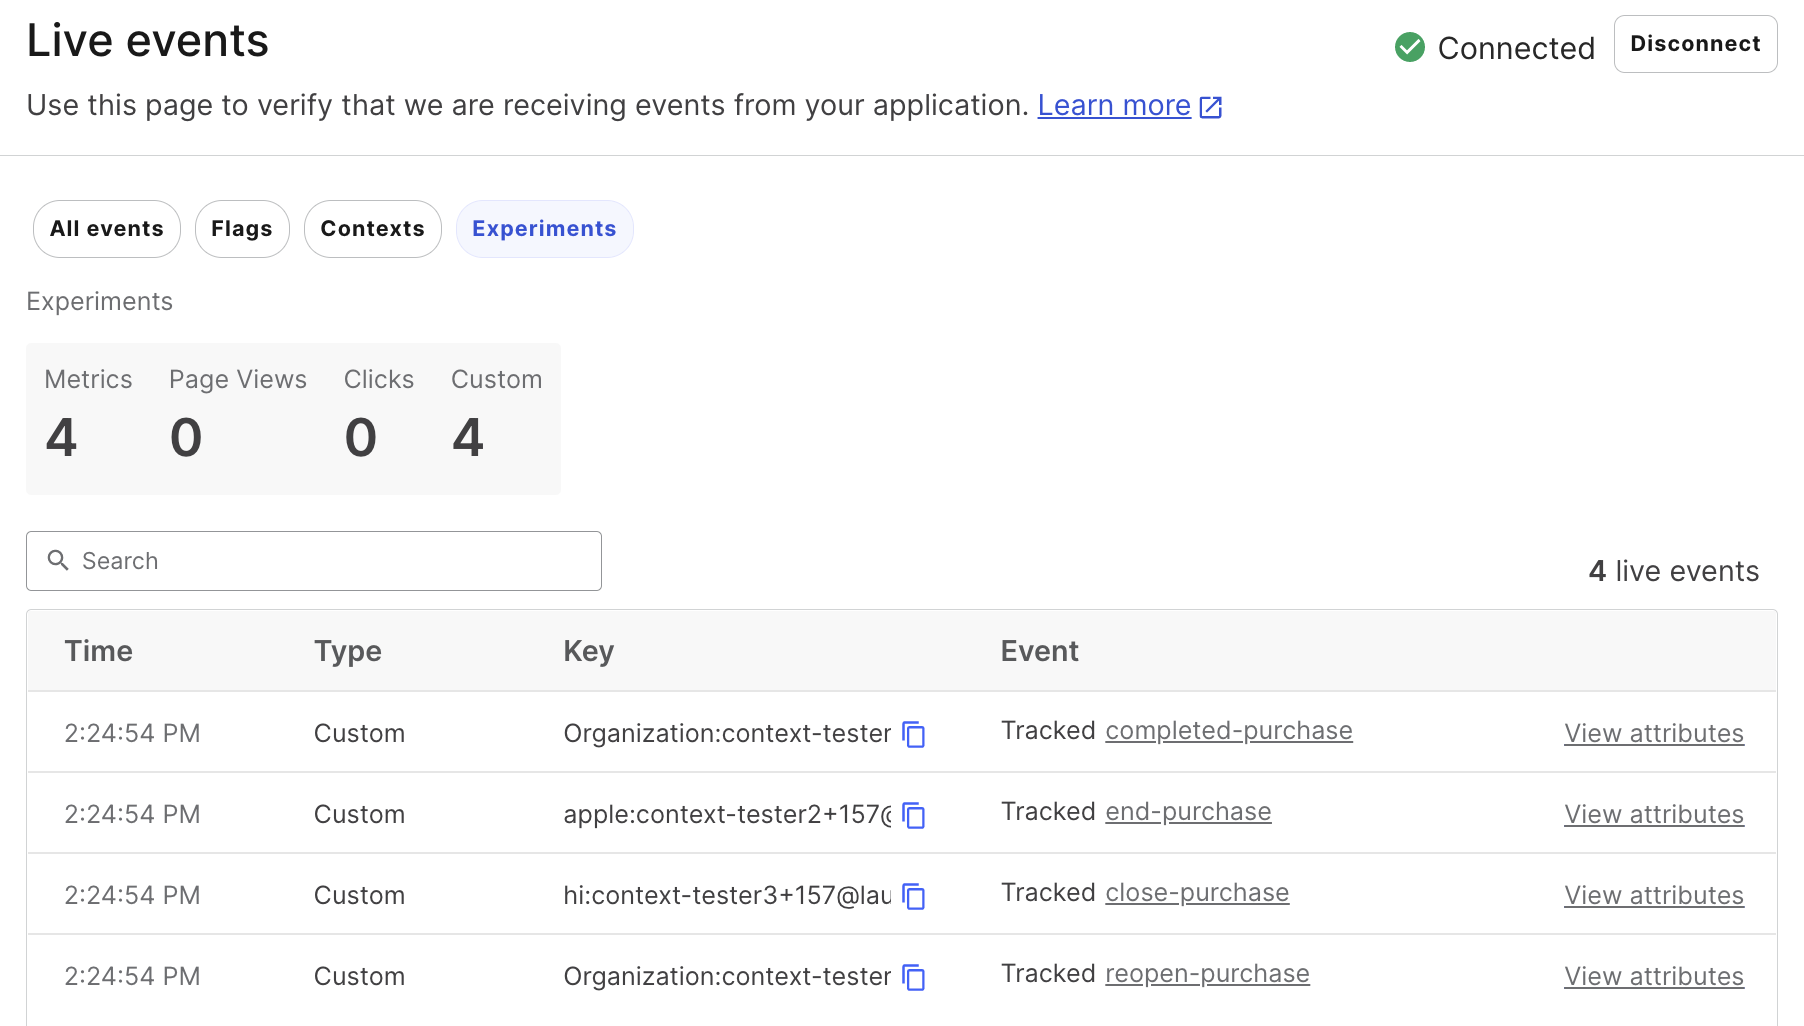 Live events
Connected
Disconnect
Use this page to verify that we are receiving events from your application. Learn more
All events Flags Contexts Experiments
Experiments
Metrics Page Views Clicks Custom
4 0 0 4
Search
4 live events
Time Type Key Event
2:24:54 PM Custom Organization:context-tester Tracked completed-purchase View attributes
2:24:54 PM Custom apple:context-tester2+157@ Tracked end-purchase View attributes
2:24:54 PM Custom hi:context-tester3+157@lau Tracked close-purchase View attributes
2:24:54 PM Custom Organization:context-tester Tracked reopen-purchase View attributes